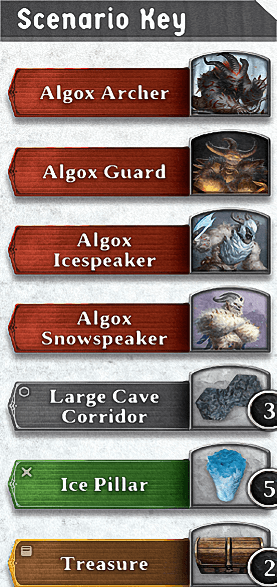 Scenario Key
Algox Archer
Algox Guard
Algox
Icespeaker
Algox
Snowspeaker
Large Cave
Corridor
3
Ice Pillar
5
Treasure
2